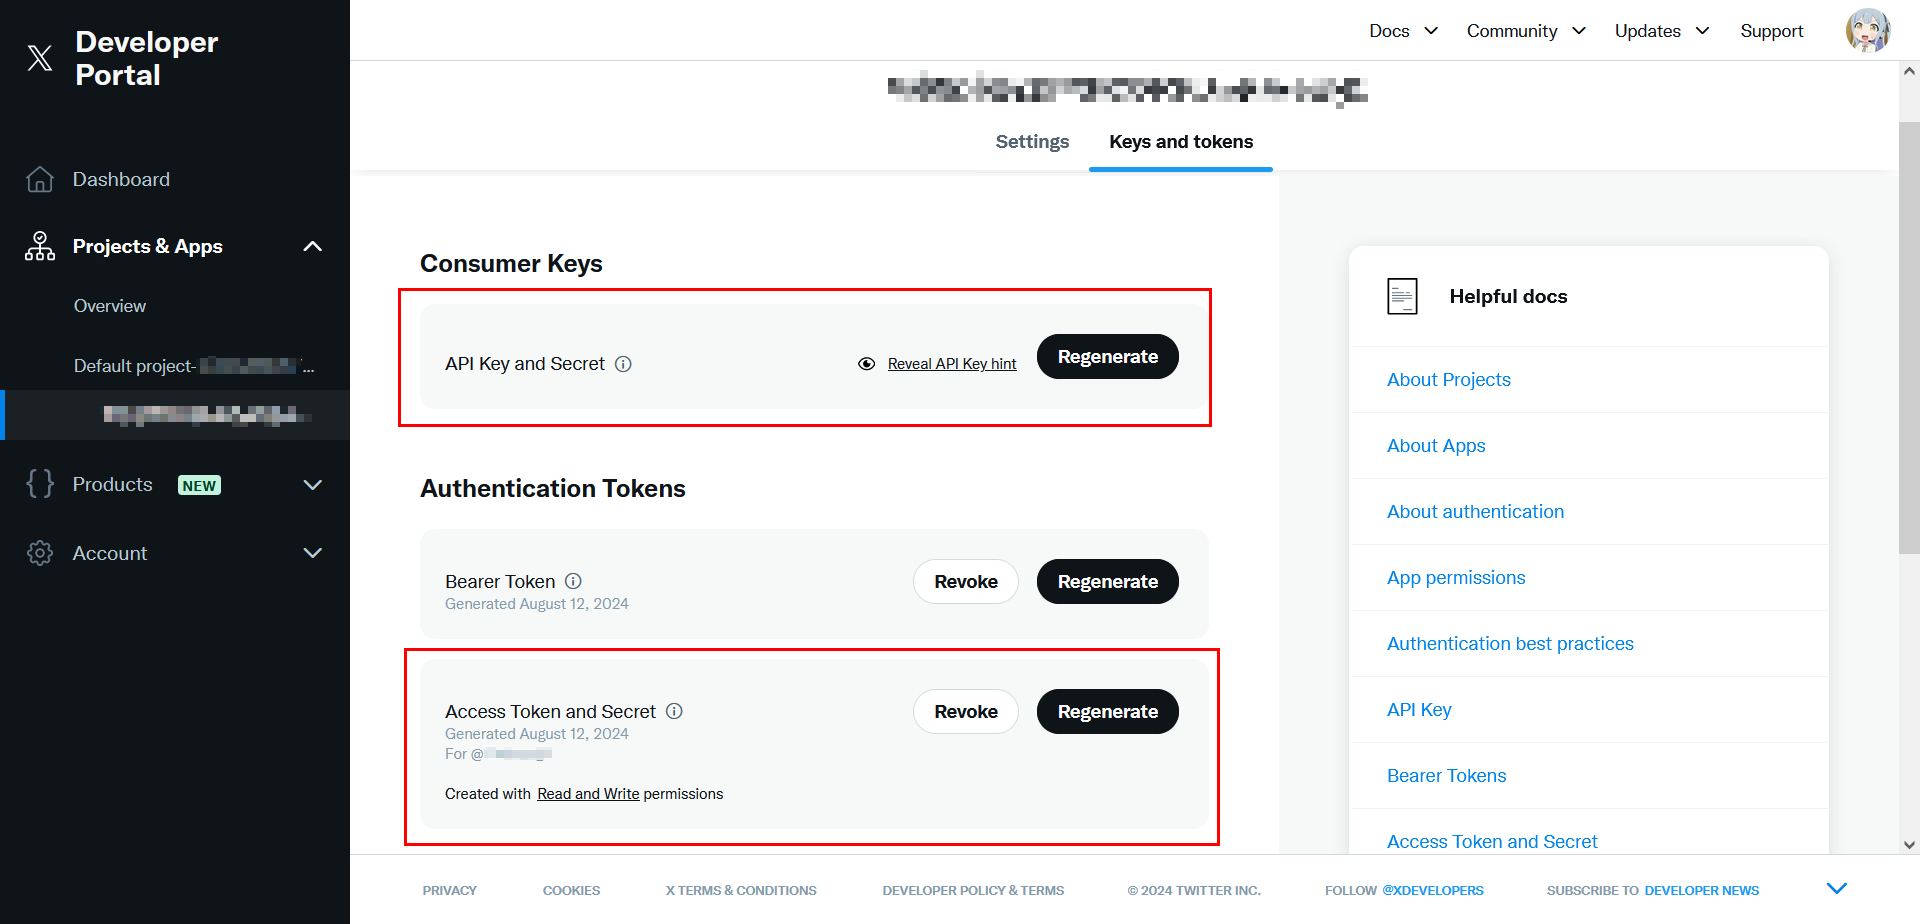 Developer
Portal
Dashboard
Projects & Apps
Overview
Default project- ...
Products NEW
Account
Docs Community Updates Support
Settings Keys and tokens
Consumer Keys
API Key and Secret Reveal API Key hint Regenerate
Authentication Tokens
Bearer Token Revoke Regenerate
Generated August 12, 2024
Access Token and Secret Revoke Regenerate
Generated August 12, 2024
For @
Created with Read and Write permissions
Helpful docs
About Projects
About Apps
About authentication
App permissions
Authentication best practices
API Key
Bearer Tokens
Access Token and Secret
PRIVACY COOKIES X TERMS & CONDITIONS DEVELOPER POLICY & TERMS © 2024 TWITTER INC. FOLLOW @XDEVELOPERS SUBSCRIBE TO DEVELOPER NEWS